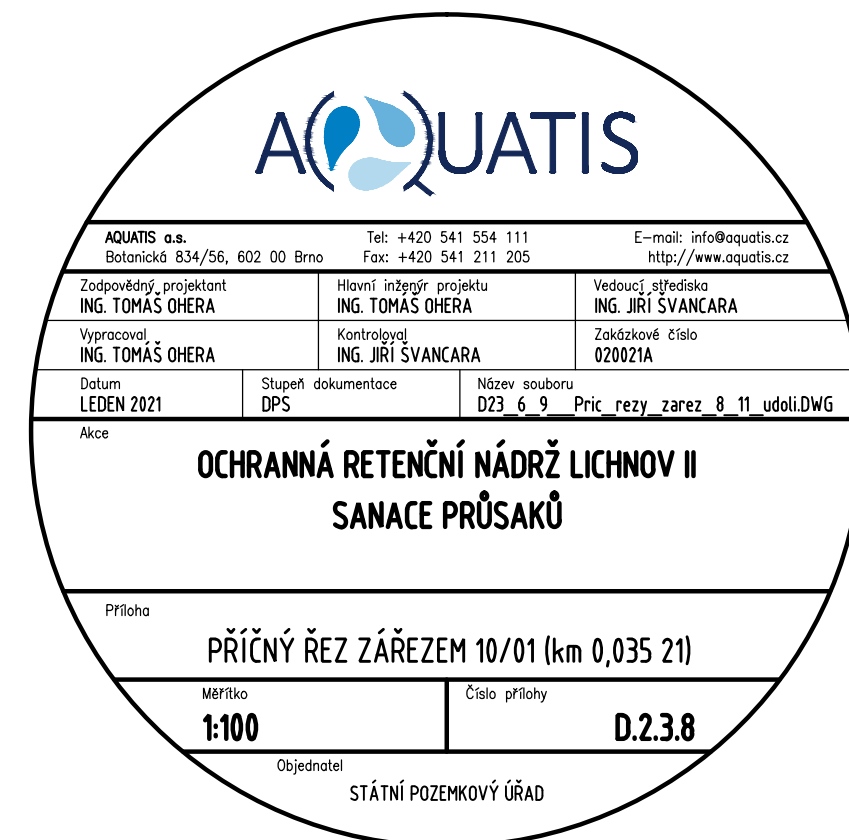 AQUATIS
AQUATIS a.s. Tel: +420 541 554 111 E-mail: info@aquatis.cz
Botanická 834/56, 602 00 Brno Fax: +420 541 211 205 http://www.aquatis.cz
Zodpovědný projektant Hlavní inženýr projektu Vedoucí střediska
ING. TOMÁŠ OHERA ING. TOMÁŠ OHERA ING. JIŘÍ ŠVANCARA
Vypracoval Kontroloval Zakázkové číslo
ING. TOMÁŠ OHERA ING. JIŘÍ ŠVANCARA 020021A
Datum Stupeň dokumentace Název souboru
LEDEN 2021 DPS D23_6_9___Pric_rezy_zarez_8_11_udoli.DWG
Akce
OCHRANNÁ RETENČNÍ NÁDRŽ LICHNOV II
SANACE PRŮSAKŮ
Příloha
PŘÍČNÝ ŘEZ ZÁŘEZEM 10/01 (km 0,035 21)
Měřítko Číslo přílohy
1:100 D.2.3.8
Objednatel
STÁTNÍ POZEMKOVÝ ÚŘAD